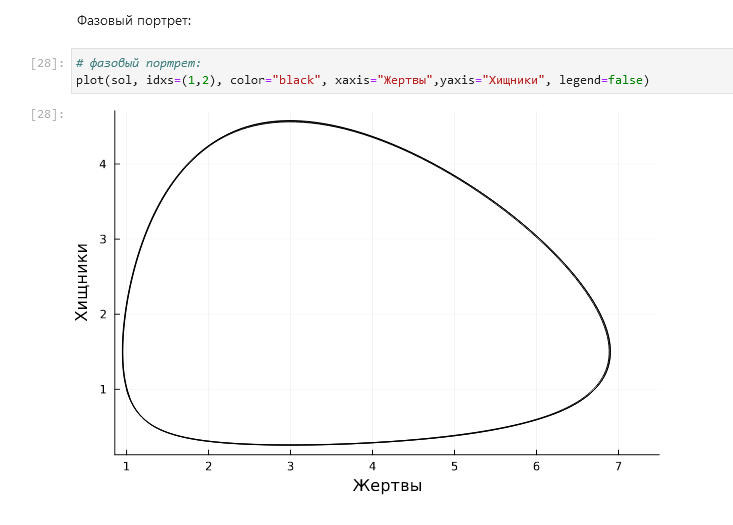 Фазовый портрет:
[28]: # фазовый портрет:
plot(sol, idxs=(1,2), color="black", xaxis="Жертвы",yaxis="Хищники", legend=false)
[28]:
4
3
2
1
Хищники
1 2 3 4 5 6 7
Жертвы